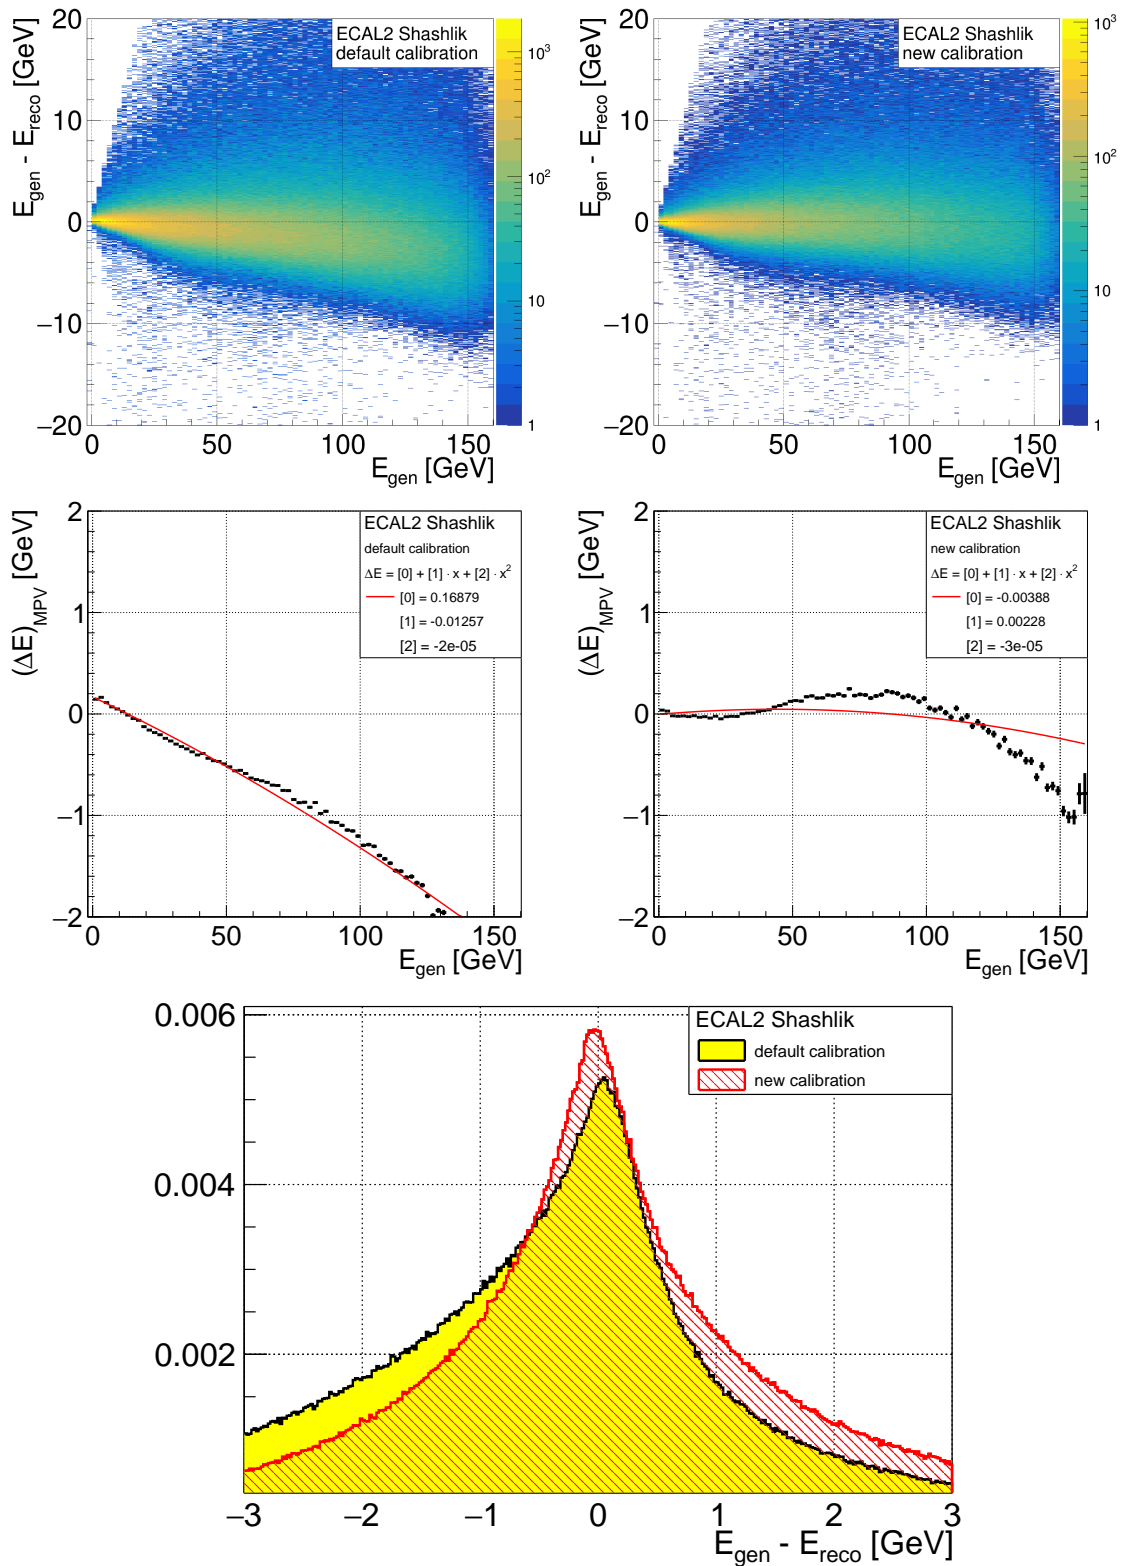 ECAL2 Shashlik
default calibration
E_gen - E_reco [GeV]
20
10
0
−10
−20
0 50 100 150
E_gen [GeV]
10^3
10^2
10
1
ECAL2 Shashlik
new calibration
E_gen - E_reco [GeV]
20
10
0
−10
−20
0 50 100 150
E_gen [GeV]
10^3
10^2
10
1
ECAL2 Shashlik
default calibration
ΔE = [0] + [1] · x + [2] · x^2
[0] = 0.16879
[1] = -0.01257
[2] = -2e-05
(ΔE)_MPV [GeV]
2
1
0
−1
−2
0 50 100 150
E_gen [GeV]
ECAL2 Shashlik
new calibration
ΔE = [0] + [1] · x + [2] · x^2
[0] = -0.00388
[1] = 0.00228
[2] = -3e-05
(ΔE)_MPV [GeV]
2
1
0
−1
−2
0 50 100 150
E_gen [GeV]
ECAL2 Shashlik
default calibration
new calibration
0.006
0.004
0.002
−3 −2 −1 0 1 2 3
E_gen - E_reco [GeV]